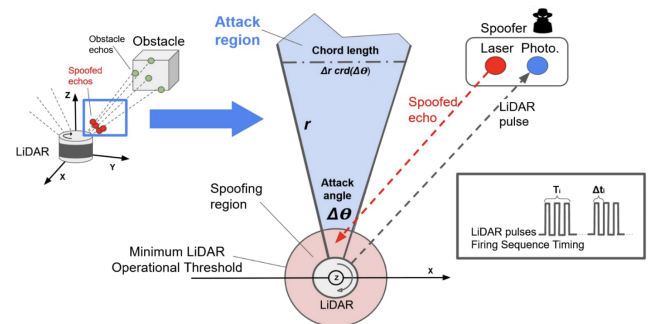 Obstacle
echos
Obstacle
Spoofed
echos
Z
LiDAR
X
Y
Attack
region
Chord length
Δr crd(Δθ)
r
Attack
angle
Δθ
Spoofing
region
Minimum LiDAR
Operational Threshold
Z
LiDAR
X
Spoofer
Laser
Photo.
Spoofed
echo
LiDAR
pulse
Ti
Δti
LiDAR pulses
Firing Sequence Timing